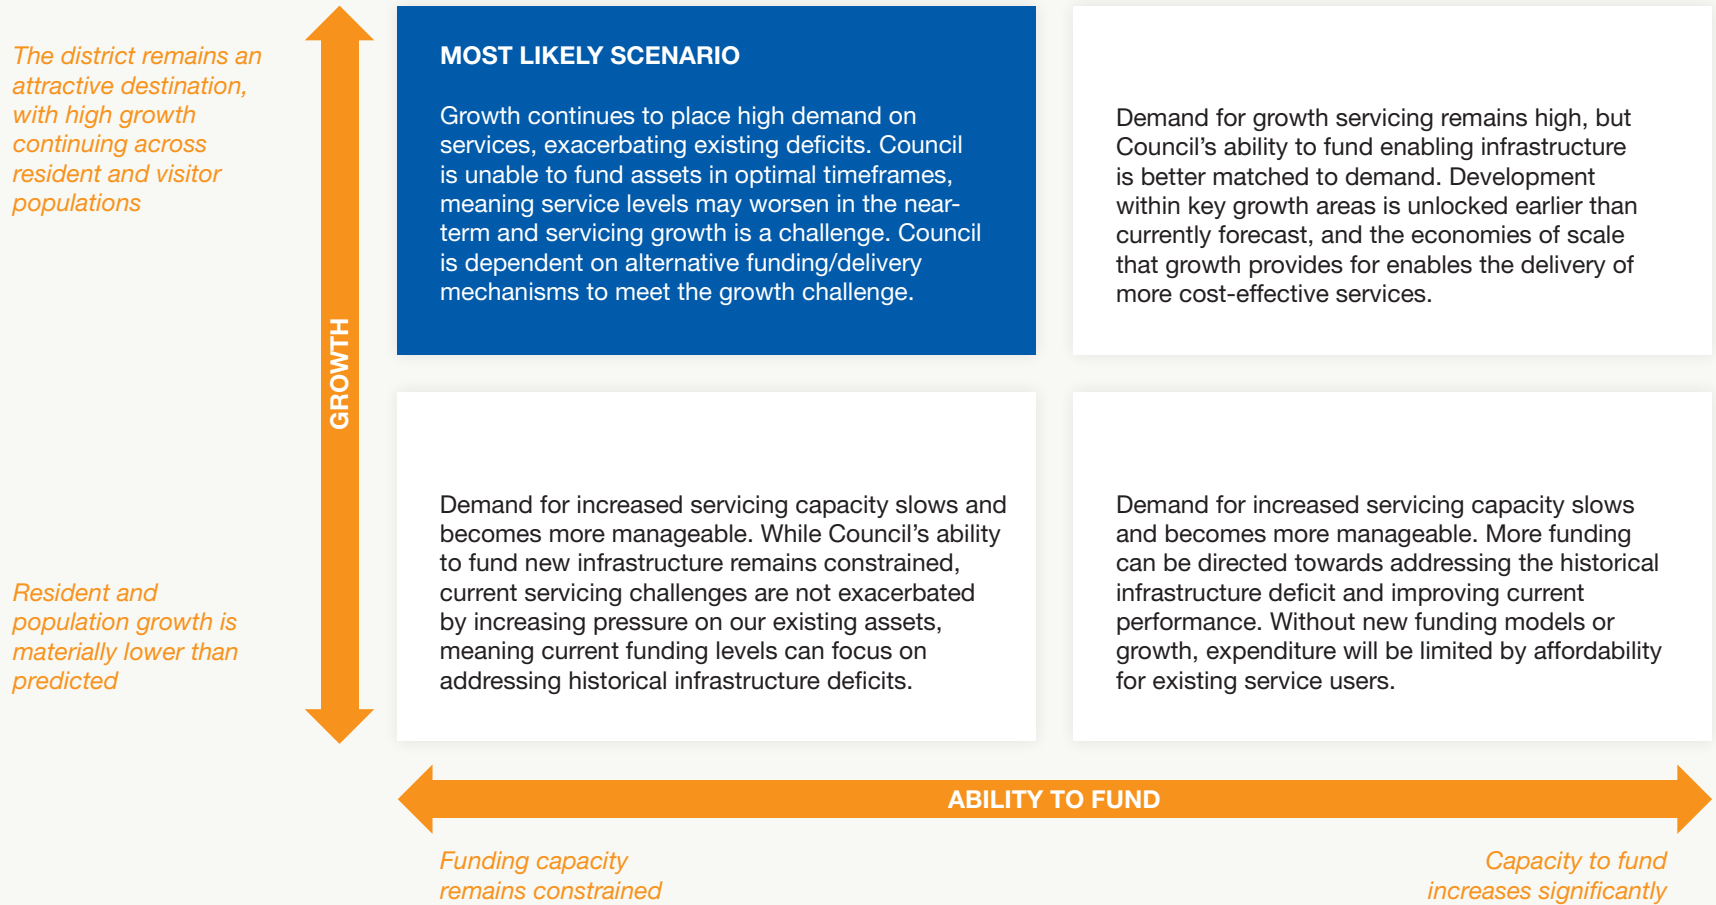 The district remains an
attractive destination,
with high growth
continuing across
resident and visitor
populations
GROWTH
Resident and
population growth is
materially lower than
predicted
MOST LIKELY SCENARIO
Growth continues to place high demand on
services, exacerbating existing deficits. Council
is unable to fund assets in optimal timeframes,
meaning service levels may worsen in the near-
term and servicing growth is a challenge. Council
is dependent on alternative funding/delivery
mechanisms to meet the growth challenge.
Demand for growth servicing remains high, but
Council’s ability to fund enabling infrastructure
is better matched to demand. Development
within key growth areas is unlocked earlier than
currently forecast, and the economies of scale
that growth provides for enables the delivery of
more cost-effective services.
Demand for increased servicing capacity slows and
becomes more manageable. While Council’s ability
to fund new infrastructure remains constrained,
current servicing challenges are not exacerbated
by increasing pressure on our existing assets,
meaning current funding levels can focus on
addressing historical infrastructure deficits.
Demand for increased servicing capacity slows
and becomes more manageable. More funding
can be directed towards addressing the historical
infrastructure deficit and improving current
performance. Without new funding models or
growth, expenditure will be limited by affordability
for existing service users.
ABILITY TO FUND
Funding capacity
remains constrained
Capacity to fund
increases significantly